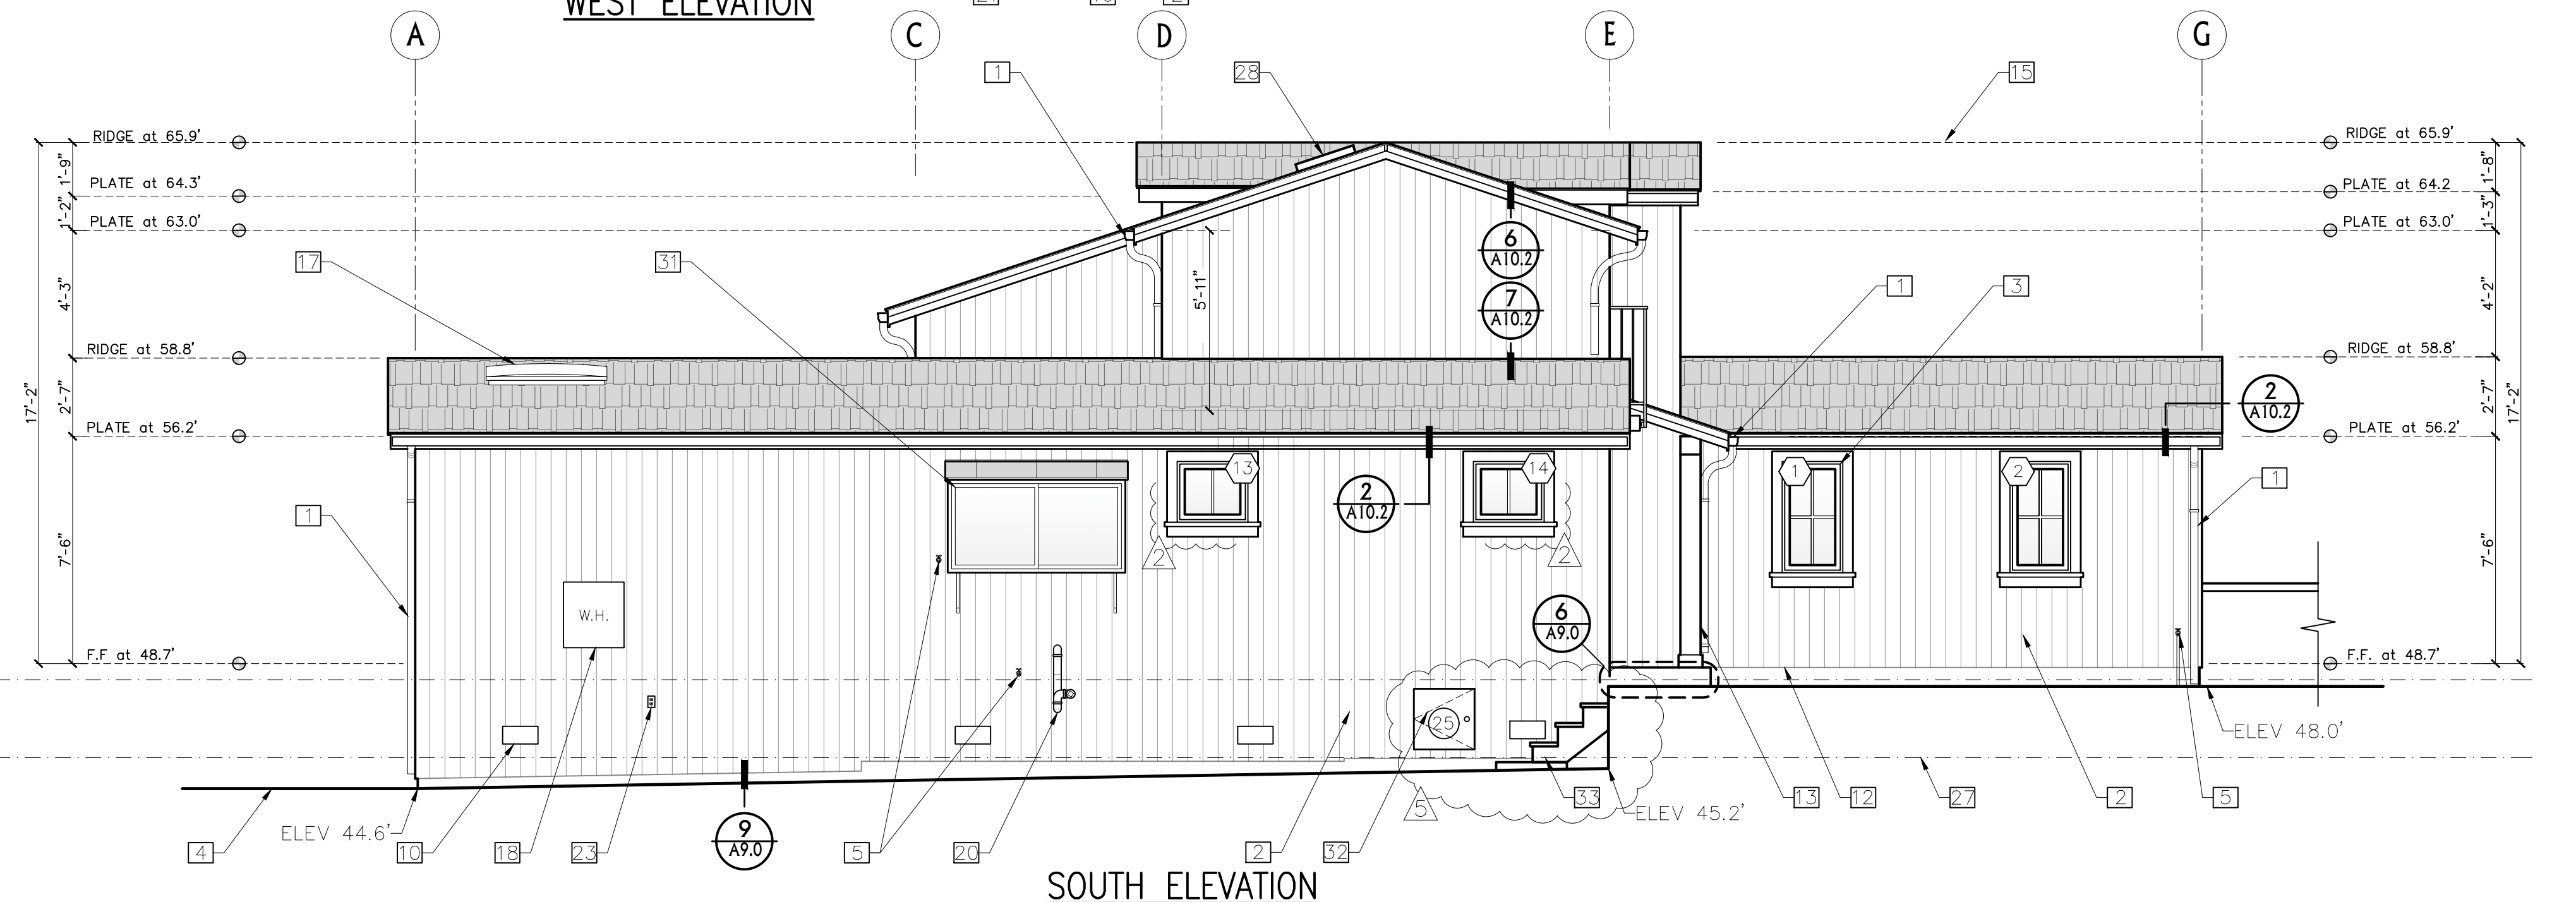 WEST ELEVATION
A
C
D
E
G
1
28
15
RIDGE at 65.9'
RIDGE at 65.9'
1'-9"
1'-8"
PLATE at 64.3'
PLATE at 64.2
1'-2"
1'-3"
PLATE at 63.0'
PLATE at 63.0'
6
A10.2
17
31
5'-11"
7
A10.2
1
3
4'-3"
4'-2"
RIDGE at 58.8'
RIDGE at 58.8'
17'-2"
2'-7"
2'-7"
17'-2"
2
A10.2
PLATE at 56.2'
PLATE at 56.2'
13
14
1
2
1
2
A10.2
1
7'-6"
7'-6"
2
2
W.H.
6
A9.0
F.F at 48.7'
F.F. at 48.7'
25
ELEV 48.0'
5
33
13
12
27
2
5
ELEV 45.2'
ELEV 44.6'
9
A9.0
4
10
18
23
5
20
2
32
SOUTH ELEVATION